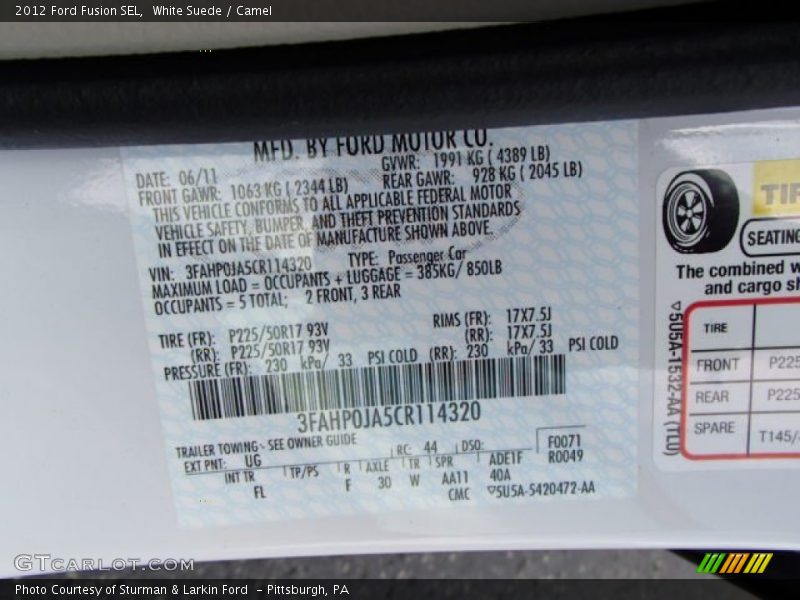 2012 Ford Fusion SEL, White Suede / Camel
MFD. BY FORD MOTOR CO.
DATE: 06/11 GVWR: 1991 KG ( 4389 LB)
FRONT GAWR: 1063 KG ( 2344 LB) REAR GAWR: 928 KG ( 2045 LB)
THIS VEHICLE CONFORMS TO ALL APPLICABLE FEDERAL MOTOR
VEHICLE SAFETY, BUMPER, AND THEFT PREVENTION STANDARDS
IN EFFECT ON THE DATE OF MANUFACTURE SHOWN ABOVE.
VIN: 3FAHP0JA5CR114320 TYPE: Passenger Car
MAXIMUM LOAD = OCCUPANTS + LUGGAGE = 385KG/ 850LB
OCCUPANTS = 5 TOTAL; 2 FRONT, 3 REAR
TIRE (FR): P225/50R17 93V RIMS (FR): 17X7.5J
(RR): P225/50R17 93V (RR): 17X7.5J
PRESSURE (FR): 230 kPa/ 33 PSI COLD (RR): 230 kPa/ 33 PSI COLD
3FAHP0JA5CR114320
TRAILER TOWING - SEE OWNER GUIDE
EXT PNT: UG RC: 44 DSO: F0071
R0049
INT TR TP/PS R AXLE TR SPR ADE1F
FL F 30 W AA11 40A
CMC 5U5A-5420472-AA
TIR
SEATING
The combined w
and cargo sh
5U5A-1532-AA (TLO)
TIRE
FRONT P225
REAR P225
SPARE T145/
GTCarLot.com
Photo Courtesy of Sturman & Larkin Ford - Pittsburgh, PA